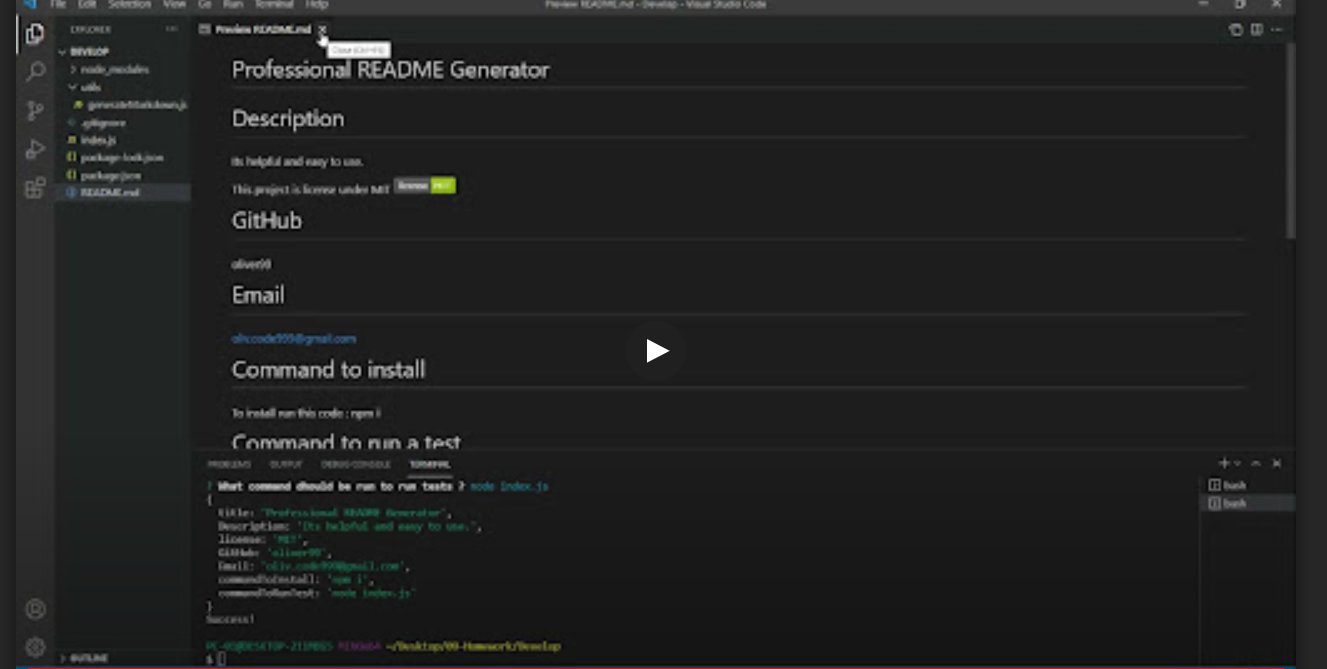 File Edit Selection View Go Run Terminal Help
Preview README.md - Develop - Visual Studio Code
EXPLORER
Preview README.md
DEVELOP
Close (Ctrl+F4)
node_modules
utils
generateMarkdown.js
.gitignore
index.js
package-lock.json
package.json
README.md
Professional README Generator
Description
Its helpful and easy to use.
This project is license under MIT license MIT
GitHub
oliver99
Email
oliv.code999@gmail.com
Command to install
To install run this code : npm i
Command to run a test
PROBLEMS OUTPUT DEBUG CONSOLE TERMINAL
? What command dhould be run to run tests ? node index.js
{
title: 'Professional README Generator',
Description: 'Its helpful and easy to use.',
license: 'MIT',
GitHub: 'oliver99',
Email: 'oliv.code999@gmail.com',
commandToInstall: 'npm i',
commandToRunTest: 'node index.js'
}
Success!
MINGW64 ~/Desktop/09-Homework/Develop
$
bash
bash
OUTLINE